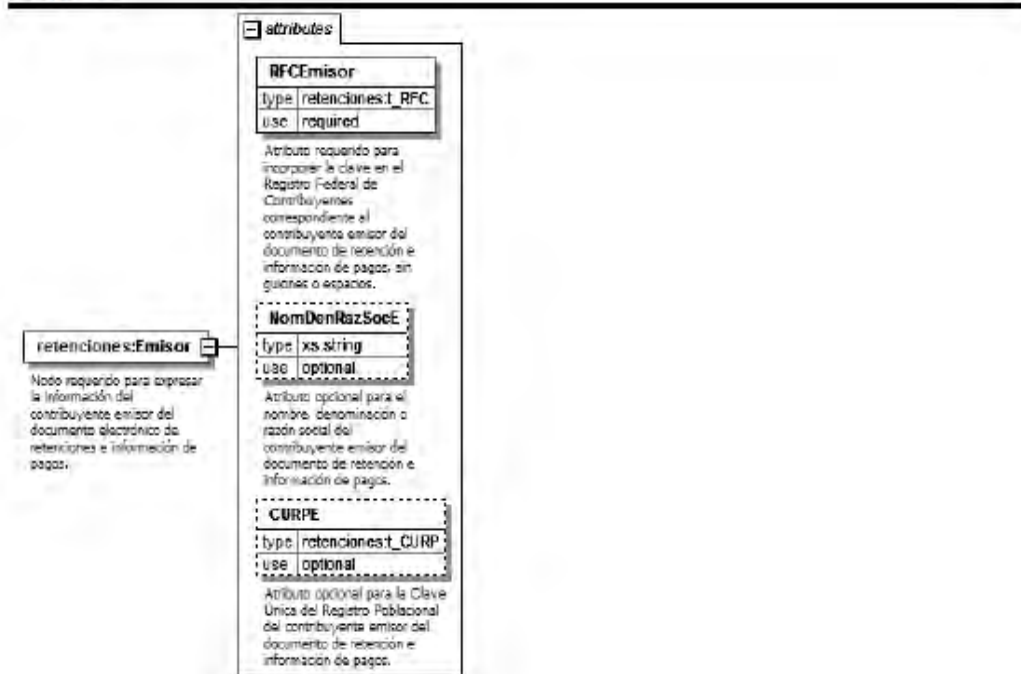 attributes
RFCEmisor
type retenciones:t_RFC
use required
Atributo requerido para
incorporar la clave en el
Registro Federal de
Contribuyentes
correspondiente al
contribuyente emisor del
documento de retención e
información de pagos, sin
guiones o espacios.
NomDenRazSocE
type xs:string
use optional
Atributo opcional para el
nombre, denominación o
razón social del
contribuyente emisor del
documento de retención e
información de pagos.
CURPE
type retenciones:t_CURP
use optional
Atributo opcional para la Clave
Única del Registro Poblacional
del contribuyente emisor del
documento de retención e
información de pagos.
retenciones:Emisor
Nodo requerido para expresar
la información del
contribuyente emisor del
documento electrónico de
retenciones e información de
pagos.